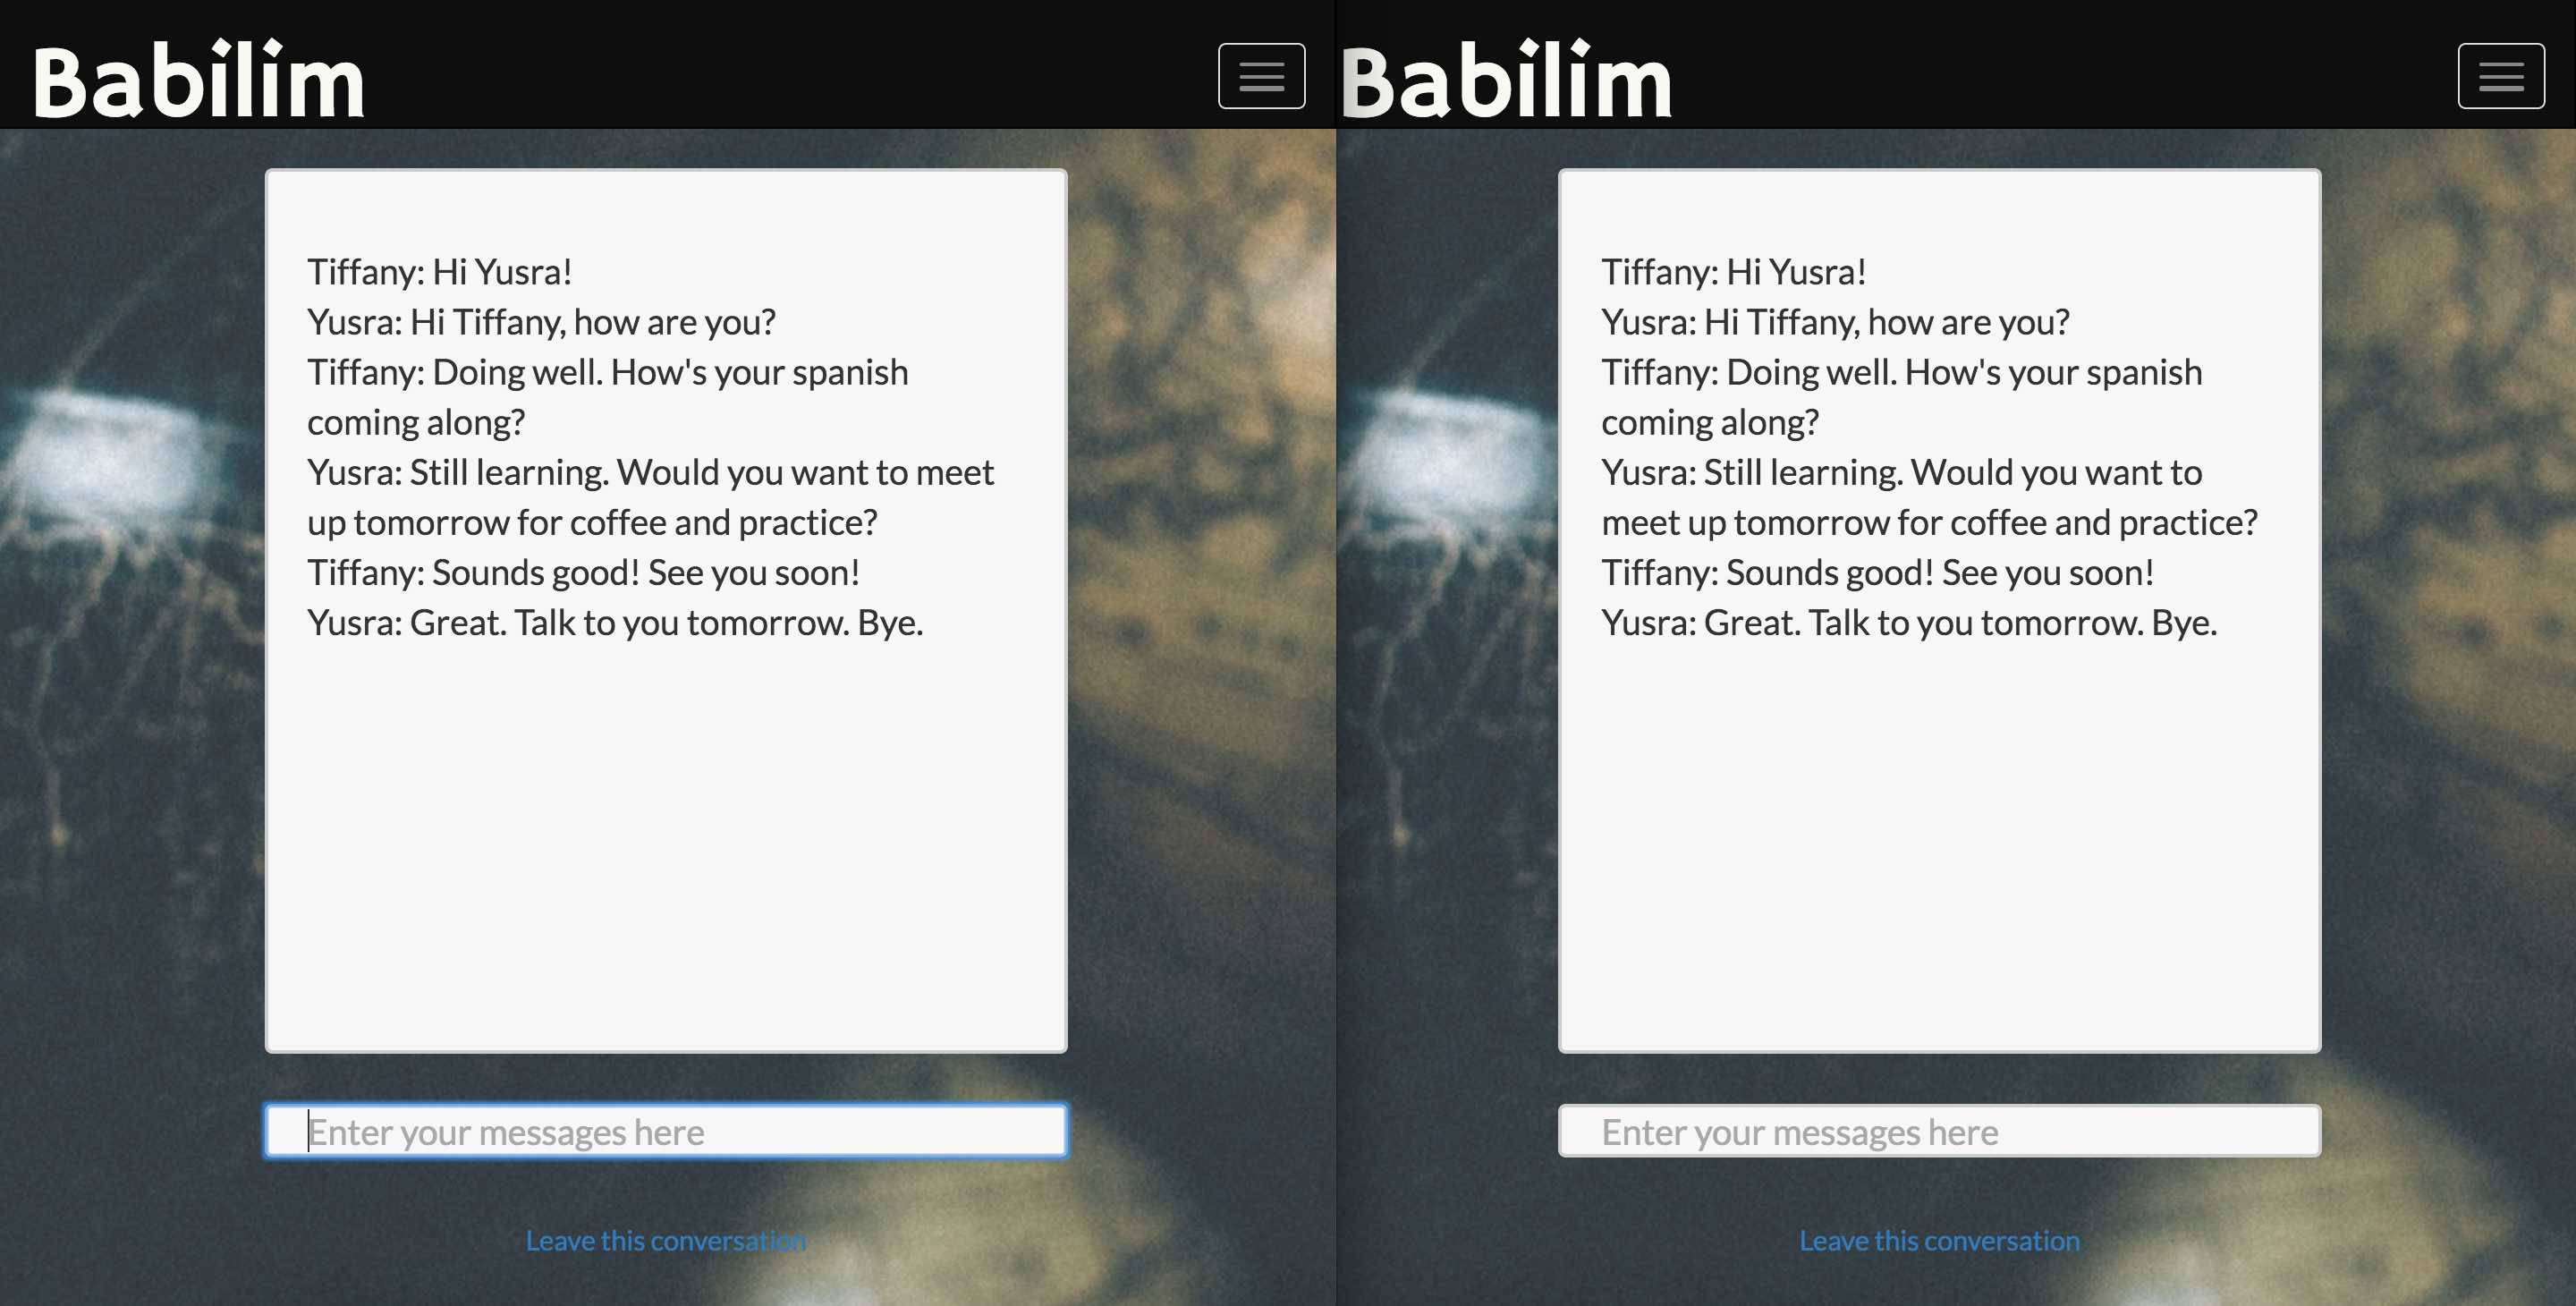 Babilim
Tiffany: Hi Yusra!
Yusra: Hi Tiffany, how are you?
Tiffany: Doing well. How's your spanish
coming along?
Yusra: Still learning. Would you want to meet
up tomorrow for coffee and practice?
Tiffany: Sounds good! See you soon!
Yusra: Great. Talk to you tomorrow. Bye.
Enter your messages here
Leave this conversation
Babilim
Tiffany: Hi Yusra!
Yusra: Hi Tiffany, how are you?
Tiffany: Doing well. How's your spanish
coming along?
Yusra: Still learning. Would you want to
meet up tomorrow for coffee and practice?
Tiffany: Sounds good! See you soon!
Yusra: Great. Talk to you tomorrow. Bye.
Enter your messages here
Leave this conversation